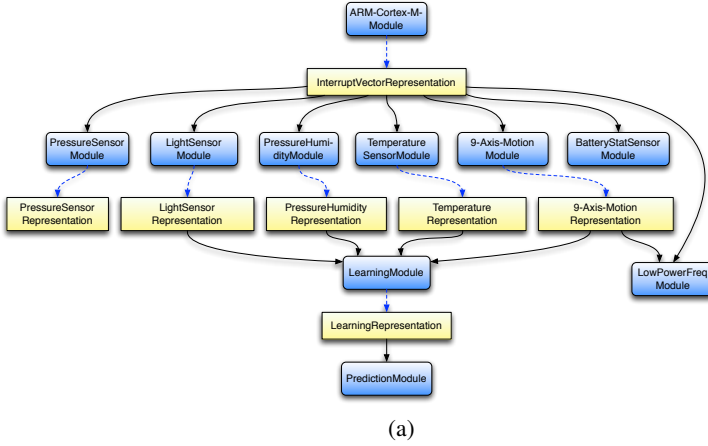 ARM-Cortex-M-
Module
InterruptVectorRepresentation
PressureSensor
Module
LightSensor
Module
PressureHumi-
dityModule
Temperature
SensorModule
9-Axis-Motion
Module
BatteryStatSensor
Module
PressureSensor
Representation
LightSensor
Representation
PressureHumidity
Representation
Temperature
Representation
9-Axis-Motion
Representation
LearningModule
LowPowerFreq
Module
LearningRepresentation
PredictionModule
(a)